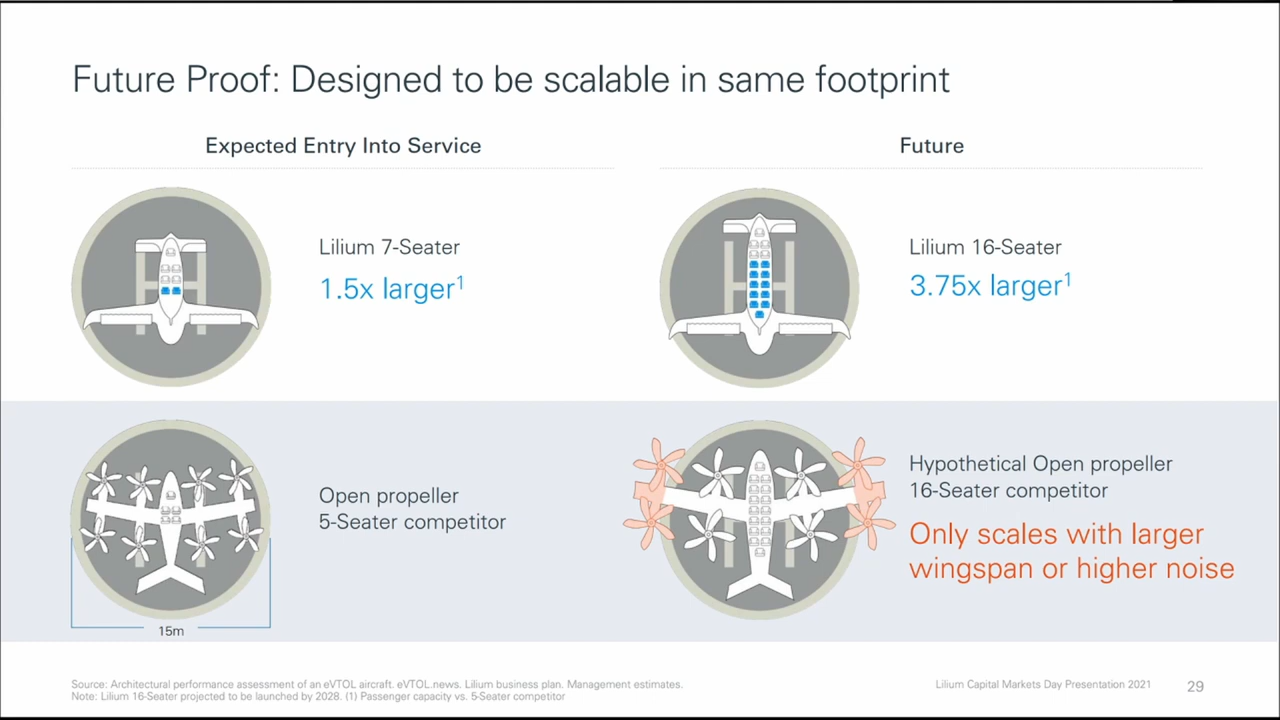 Future Proof: Designed to be scalable in same footprint
Expected Entry Into Service
Future
Lilium 7-Seater
1.5x larger¹
Lilium 16-Seater
3.75x larger¹
Open propeller
5-Seater competitor
15m
Hypothetical Open propeller
16-Seater competitor
Only scales with larger
wingspan or higher noise
Source: Architectural performance assessment of an eVTOL aircraft. eVTOL.news. Lilium business plan. Management estimates.
Note: Lilium 16-Seater projected to be launched by 2028. (1) Passenger capacity vs. 5-Seater competitor
Lilium Capital Markets Day Presentation 2021
29